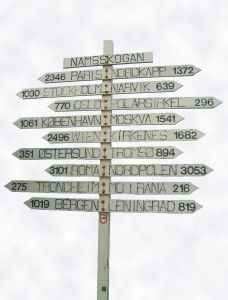 NAMSSKOGAN
2346 PARIS NORDKAPP 1372
1030 STOCKHOLM NARVIK 639
770 OSLO POLARSIRKEL 296
1061 KØBENHAVN MOSKVA 1541
2496 WIEN KIRKENES 1682
351 ØSTERSUND TROMSØ 894
3101 ROMA NORDPOLEN 3053
275 TRONDHEIM MO I RANA 216
1019 BERGEN LENINGRAD 819